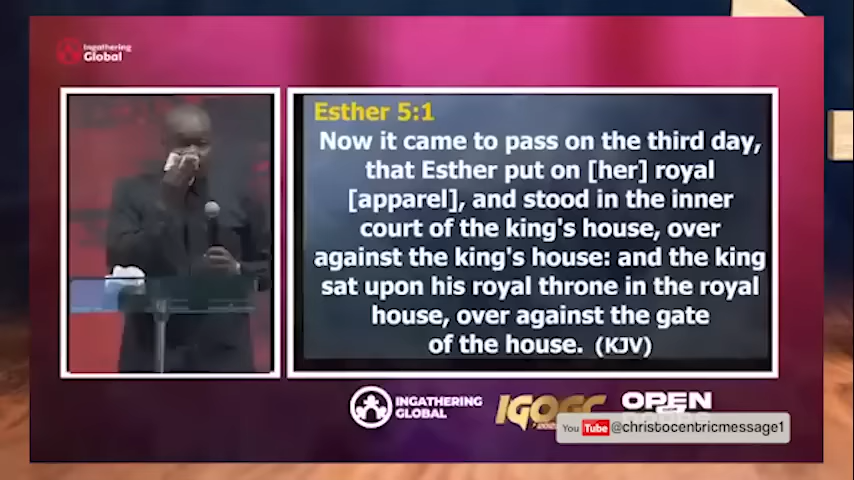 Ingathering
Global
Esther 5:1
Now it came to pass on the third day,
that Esther put on [her] royal
[apparel], and stood in the inner
court of the king's house, over
against the king's house: and the king
sat upon his royal throne in the royal
house, over against the gate
of the house. (KJV)
INGATHERING
GLOBAL
IGOGC
OPEN
You Tube @christocentricmessage1